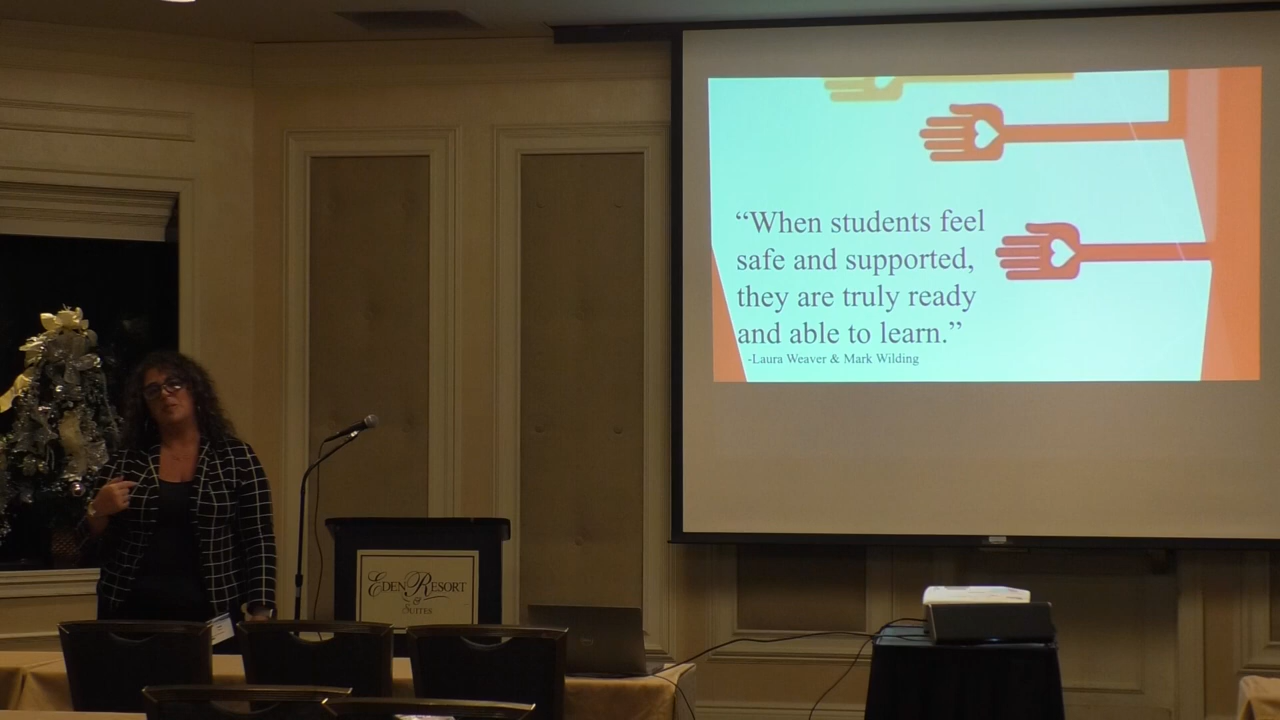 “When students feel
safe and supported,
they are truly ready
and able to learn.”
-Laura Weaver & Mark Wilding
EDEN RESORT
&
SUITES